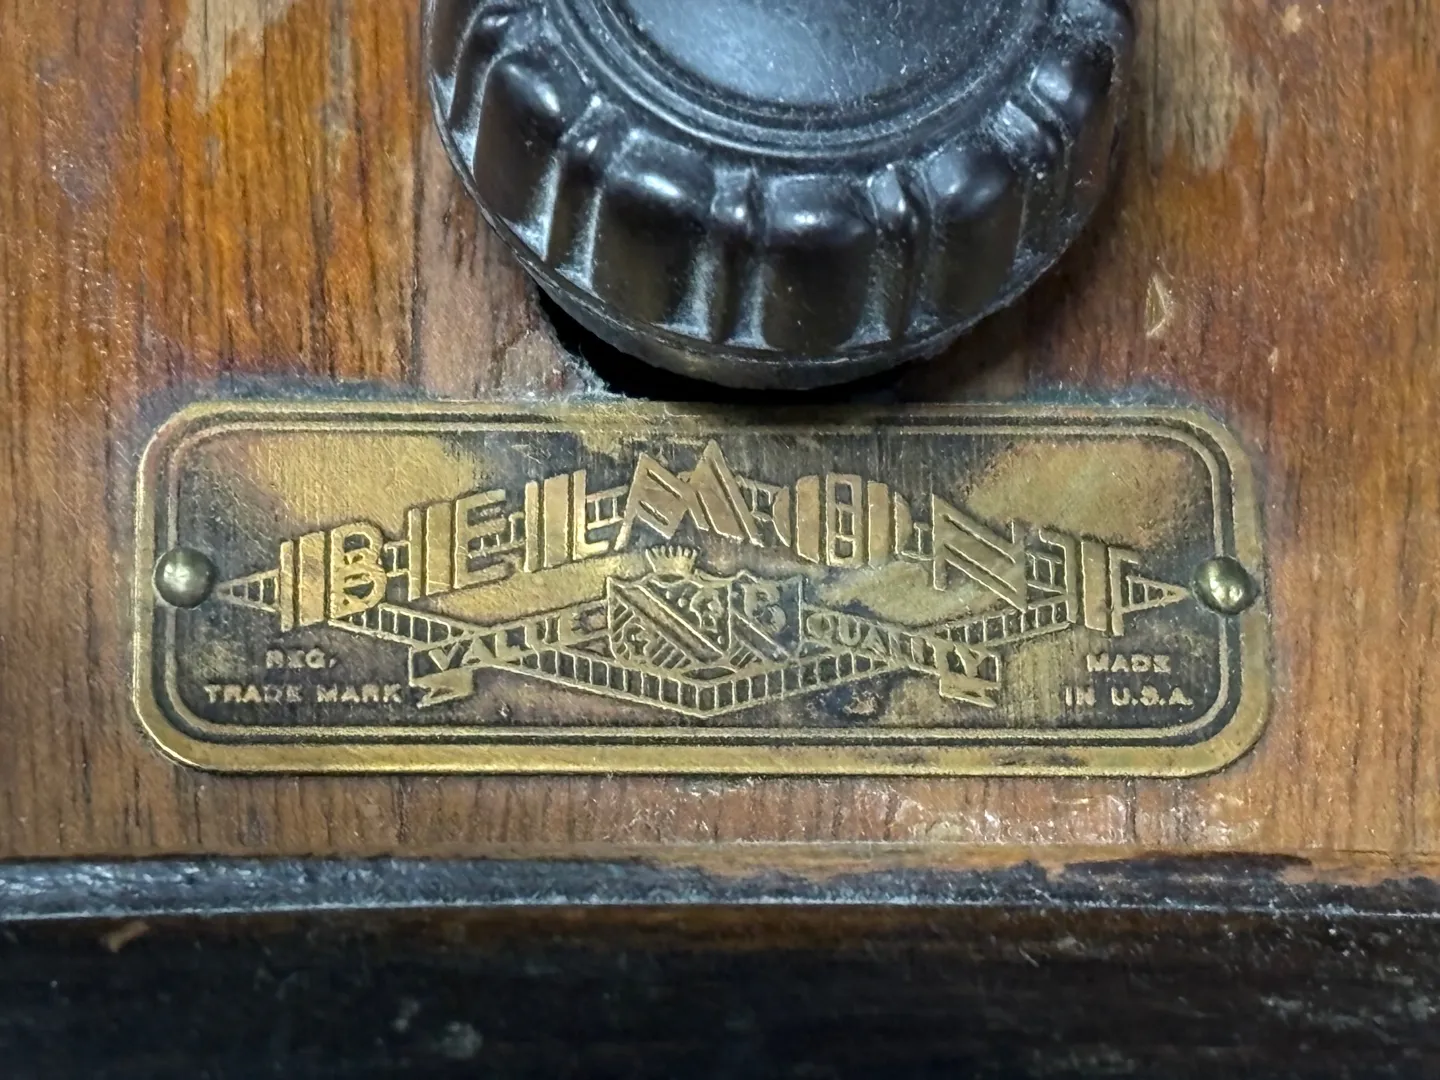 BELMONT
VALUE QUALITY
REG. MADE
TRADE MARK IN U.S.A.